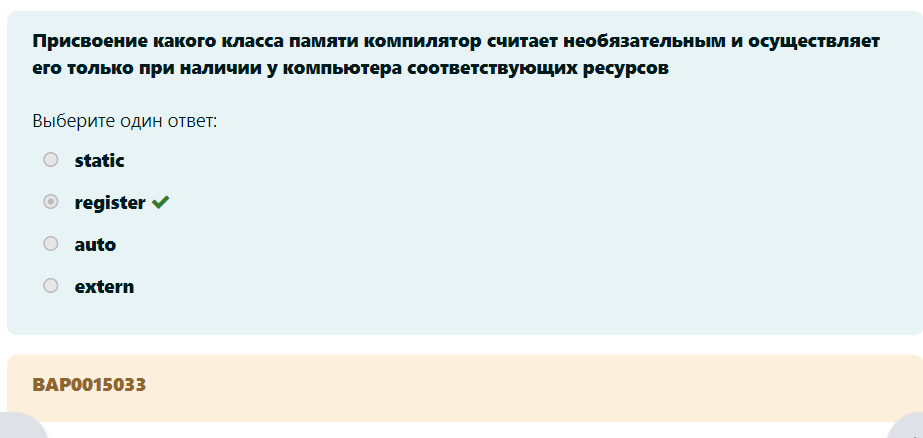 Присвоение какого класса памяти компилятор считает необязательным и осуществляет
его только при наличии у компьютера соответствующих ресурсов
Выберите один ответ:
static
register
auto
extern
BAP0015033